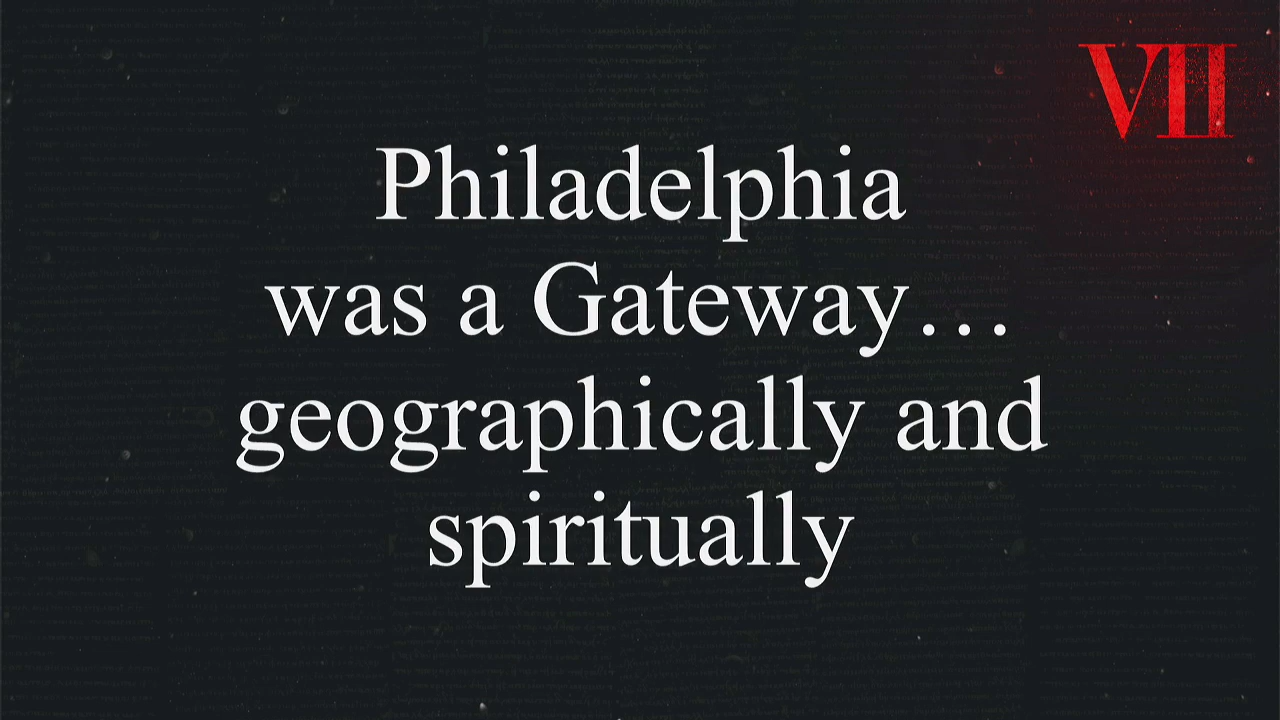 VII
Philadelphia
was a Gateway…
geographically and
spiritually